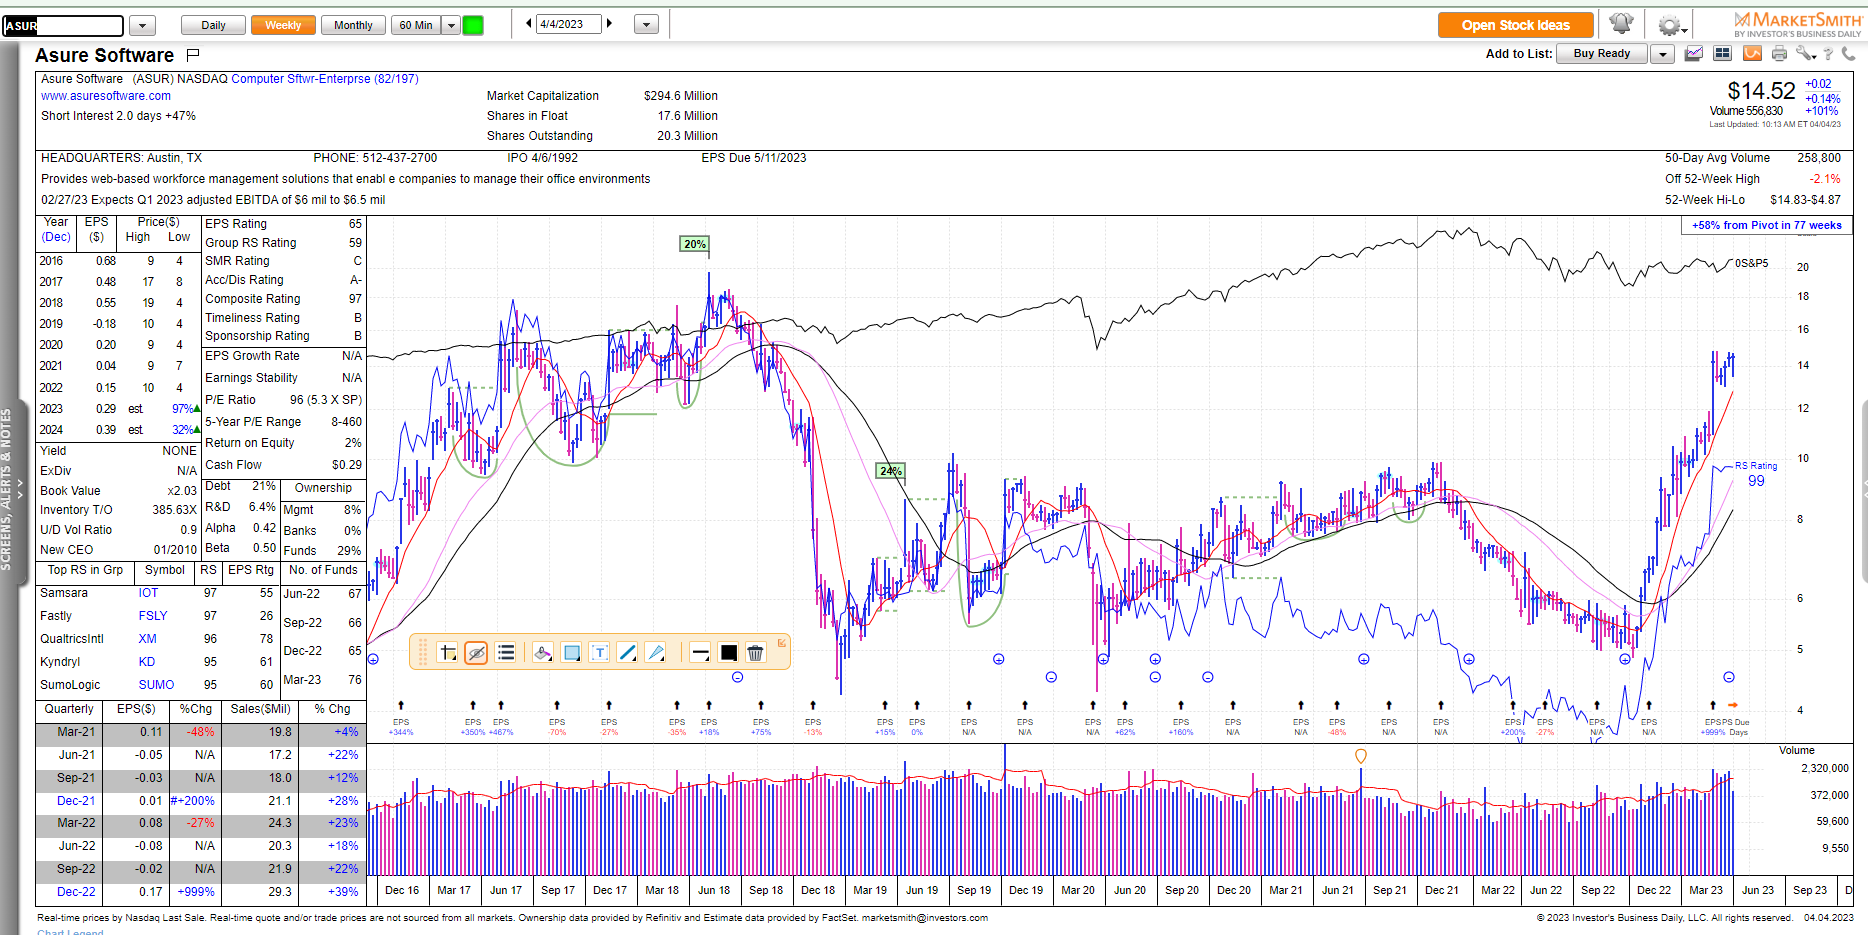 ASUR
Daily Weekly Monthly 60 Min 4/4/2023
Open Stock Ideas
MARKETSMITH
BY INVESTOR'S BUSINESS DAILY
Asure Software
Add to List: Buy Ready
Asure Software (ASUR) NASDAQ Computer Sftwr-Enterprse (82/197)
www.asuresoftware.com
Short Interest 2.0 days +47%
Market Capitalization $294.6 Million
Shares in Float 17.6 Million
Shares Outstanding 20.3 Million
$14.52 +0.02
+0.14%
Volume 556,830 +101%
Last Updated: 10:13 AM ET 04/04/23
HEADQUARTERS: Austin, TX PHONE: 512-437-2700 IPO 4/6/1992 EPS Due 5/11/2023
Provides web-based workforce management solutions that enabl e companies to manage their office environments
02/27/23 Expects Q1 2023 adjusted EBITDA of $6 mil to $6.5 mil
50-Day Avg Volume 258,800
Off 52-Week High -2.1%
52-Week Hi-Lo $14.83-$4.87
SCREENS, ALERTS & NOTES
Year EPS Price($)
(Dec) ($) High Low
2016 0.68 9 4
2017 0.48 17 8
2018 0.55 19 4
2019 -0.18 10 4
2020 0.20 9 4
2021 0.04 9 7
2022 0.15 10 4
2023 0.29 est. 97%
2024 0.39 est. 32%
Yield NONE
ExDiv N/A
Book Value x2.03
Inventory T/O 385.63X
U/D Vol Ratio 0.9
New CEO 01/2010
EPS Rating 65
Group RS Rating 59
SMR Rating C
Acc/Dis Rating A-
Composite Rating 97
Timeliness Rating B
Sponsorship Rating B
EPS Growth Rate N/A
Earnings Stability N/A
P/E Ratio 96 (5.3 X SP)
5-Year P/E Range 8-460
Return on Equity 2%
Cash Flow $0.29
Debt 21%
R&D 6.4%
Alpha 0.42
Beta 0.50
Ownership
Mgmt 8%
Banks 0%
Funds 29%
Top RS in Grp Symbol RS EPS Rtg
Samsara IOT 97 55
Fastly FSLY 97 26
QualtricsIntl XM 96 78
Kyndryl KD 95 61
SumoLogic SUMO 95 60
No. of Funds
Jun-22 67
Sep-22 66
Dec-22 65
Mar-23 76
Quarterly EPS($) %Chg Sales($Mil) % Chg
Mar-21 0.11 -48% 19.8 +4%
Jun-21 -0.05 N/A 17.2 +22%
Sep-21 -0.03 N/A 18.0 +12%
Dec-21 0.01 #+200% 21.1 +28%
Mar-22 0.08 -27% 24.3 +23%
Jun-22 -0.08 N/A 20.3 +18%
Sep-22 -0.02 N/A 21.9 +22%
Dec-22 0.17 +999% 29.3 +39%
+58% from Pivot in 77 weeks
20%
24%
0S&P5
RS Rating
99
20
18
16
14
12
10
8
6
5
4
T
EPS EPS EPS EPS EPS EPS EPS EPS EPS EPS EPS EPS EPS EPS EPS EPS EPS EPS EPS EPS EPS EPS EPS EPS EPSPS Due
+344% +350% +467% -70% -27% -35% +18% +75% -13% +15% 0% N/A N/A +62% +160% N/A N/A -48% N/A N/A +200% -27% N/A N/A +999% Days
Volume
2,320,000
372,000
59,600
9,550
Dec 16 Mar 17 Jun 17 Sep 17 Dec 17 Mar 18 Jun 18 Sep 18 Dec 18 Mar 19 Jun 19 Sep 19 Dec 19 Mar 20 Jun 20 Sep 20 Dec 20 Mar 21 Jun 21 Sep 21 Dec 21 Mar 22 Jun 22 Sep 22 Dec 22 Mar 23 Jun 23 Sep 23 D
Real-time prices by Nasdaq Last Sale. Real-time quote and/or trade prices are not sourced from all markets. Ownership data provided by Refinitiv and Estimate data provided by FactSet. marketsmith@investors.com
© 2023 Investor's Business Daily, LLC. All rights reserved. 04.04.2023
Chart Legend